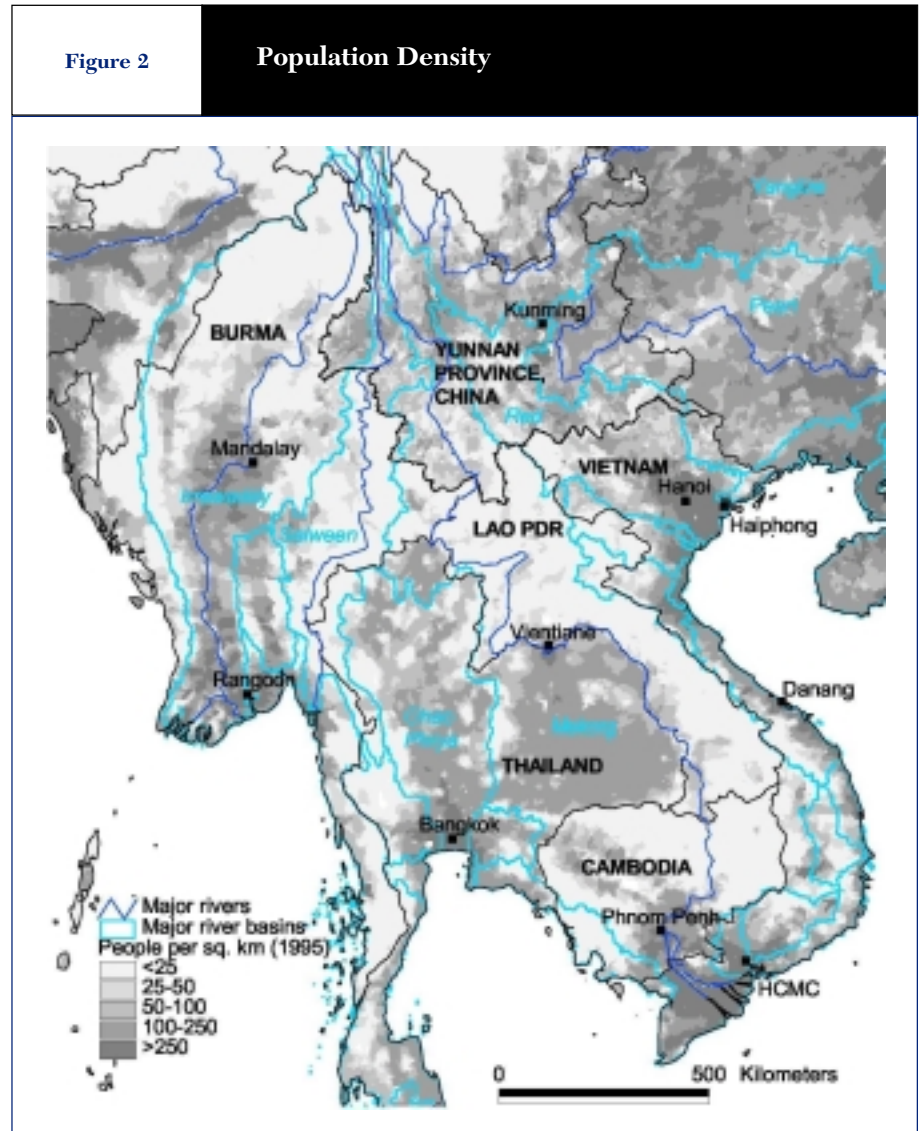 Figure 2
Population Density
Yangtze
Kunming
Pearl
BURMA
YUNNAN
PROVINCE,
CHINA
Red
Mandalay
VIETNAM
Hanoi
Irrawaddy
Salween
LAO PDR
Haiphong
Vientiane
Rangoon
Danang
Chao
Phraya
Mekong
THAILAND
Bangkok
CAMBODIA
Phnom Penh
HCMC
Major rivers
Major river basins
People per sq. km (1995)
<25
25-50
50-100
100-250
>250
0 500 Kilometers